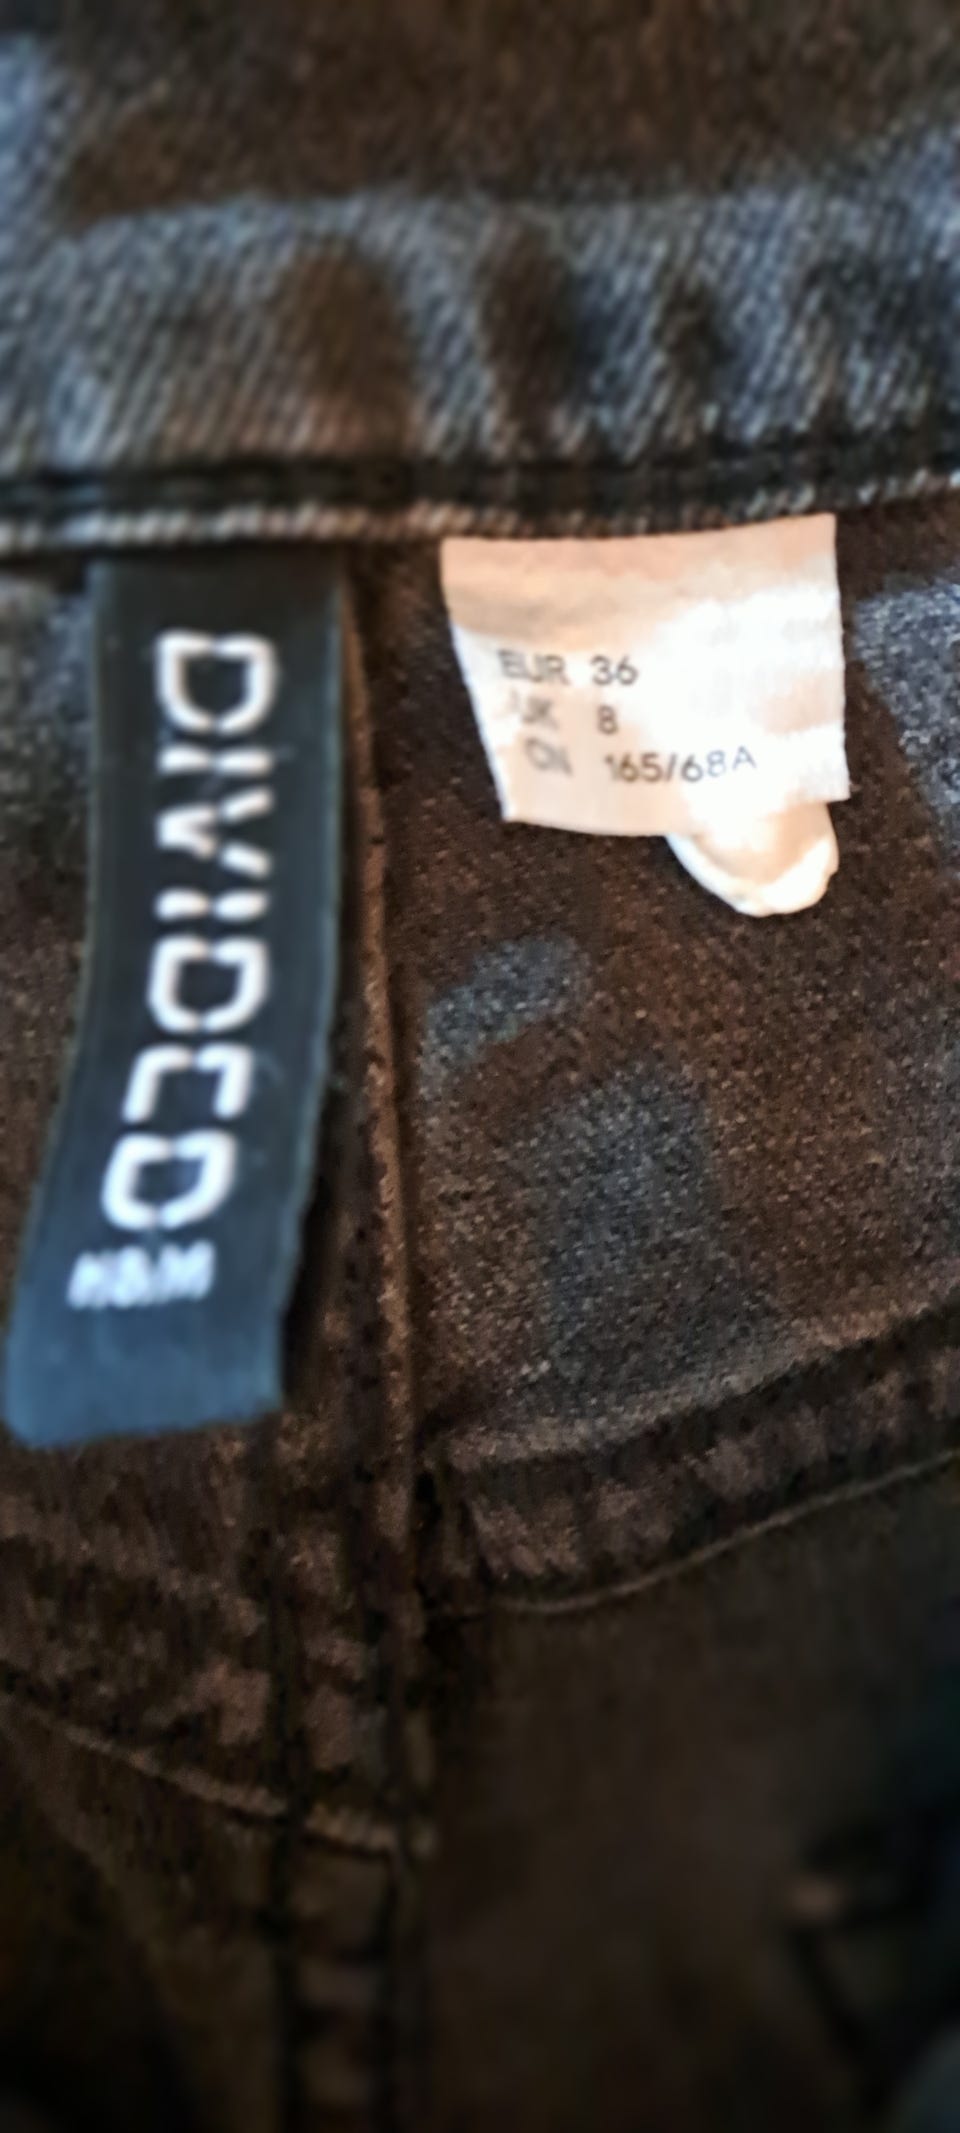 DIVIDED
H&M
EUR 36
UK 8
CN 165/68A